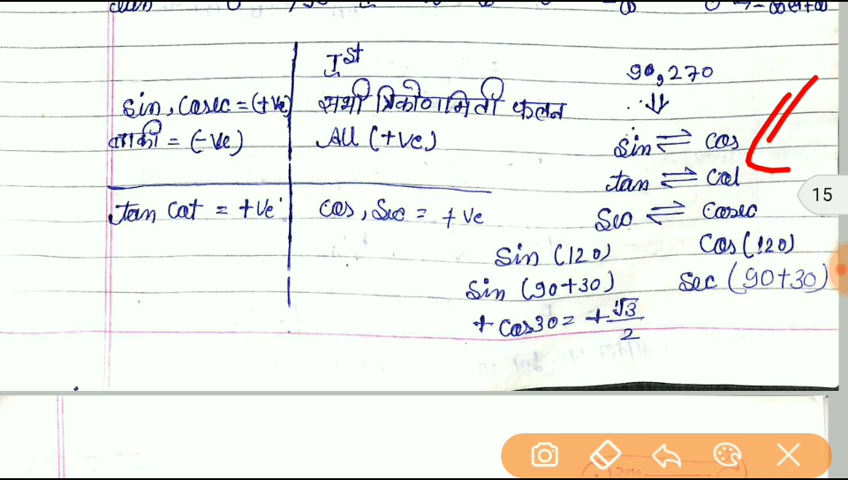 Ist
90,270
sin, Cosec = (+ve)
सभी त्रिकोणमिती फलन
बाकी = (-ve)
All (+ve)
sin ⇌ cos
tan ⇌ Cot
Sec ⇌ Cosec
15
tan Cot = +ve
Cos, Sec = +ve
Sin (120)
Cos (120)
Sin (90+30)
Sec (90+30)
+ Cos30 = + √3/2